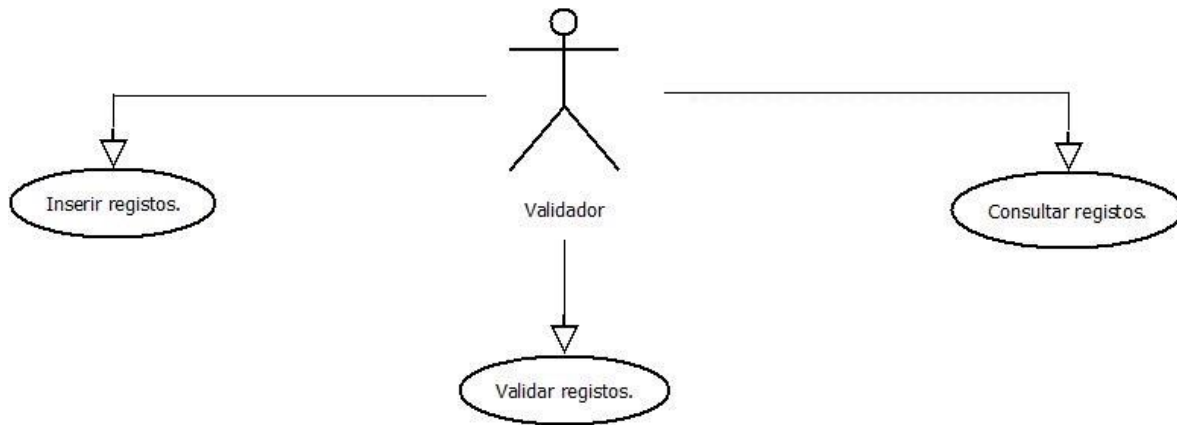 Inserir registos.
Validador
Consultar registos.
Validar registos.